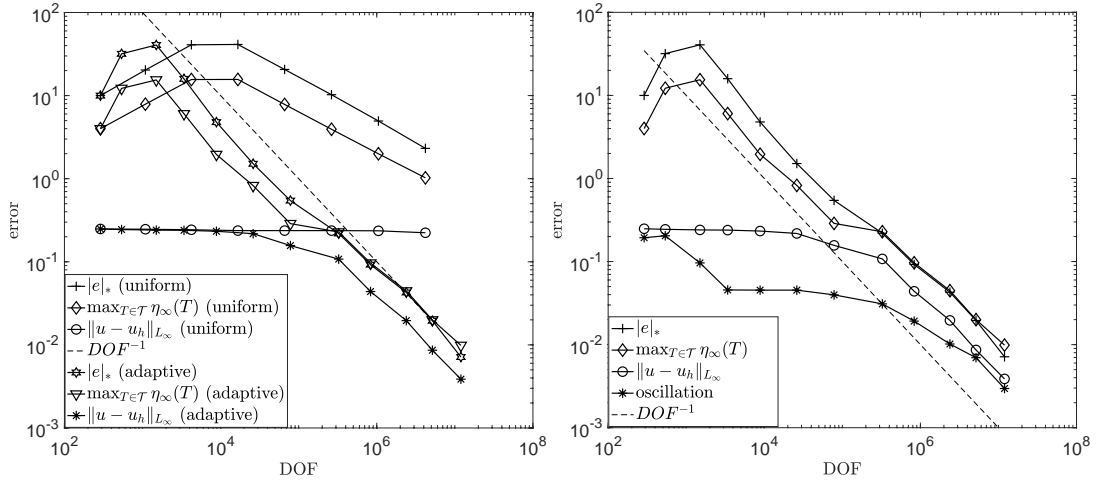 10^2
10^1
10^0
10^-1
10^-2
10^-3
error
|e|_* (uniform)
max_{T∈𝒯} η_∞(T) (uniform)
‖u − u_h‖_{L_∞} (uniform)
DOF^{-1}
|e|_* (adaptive)
max_{T∈𝒯} η_∞(T) (adaptive)
‖u − u_h‖_{L_∞} (adaptive)
10^2
10^4
10^6
10^8
DOF
10^2
10^1
10^0
10^-1
10^-2
10^-3
error
|e|_*
max_{T∈𝒯} η_∞(T)
‖u − u_h‖_{L_∞}
oscillation
DOF^{-1}
10^2
10^4
10^6
10^8
DOF